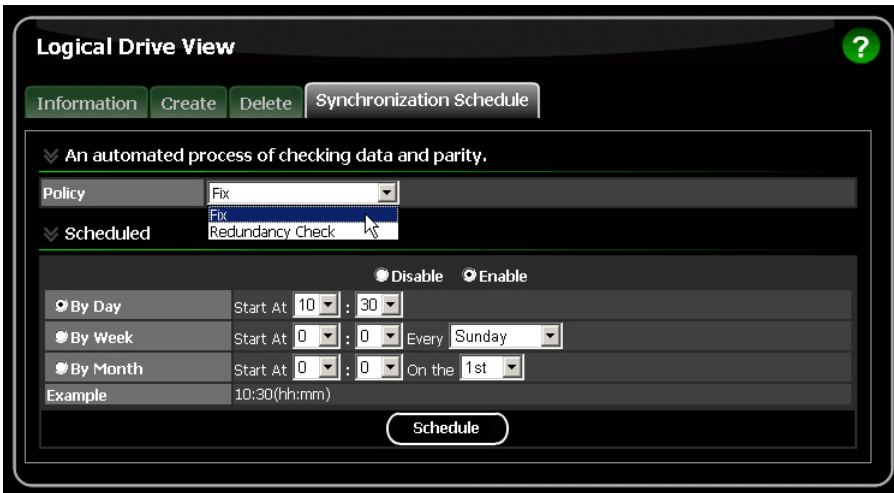 Logical Drive View
?
Information Create Delete Synchronization Schedule
An automated process of checking data and parity.
Policy Fix
Fix
Redundancy Check
Scheduled
Disable Enable
By Day Start At 10 : 30
By Week Start At 0 : 0 Every Sunday
By Month Start At 0 : 0 On the 1st
Example 10:30(hh:mm)
Schedule